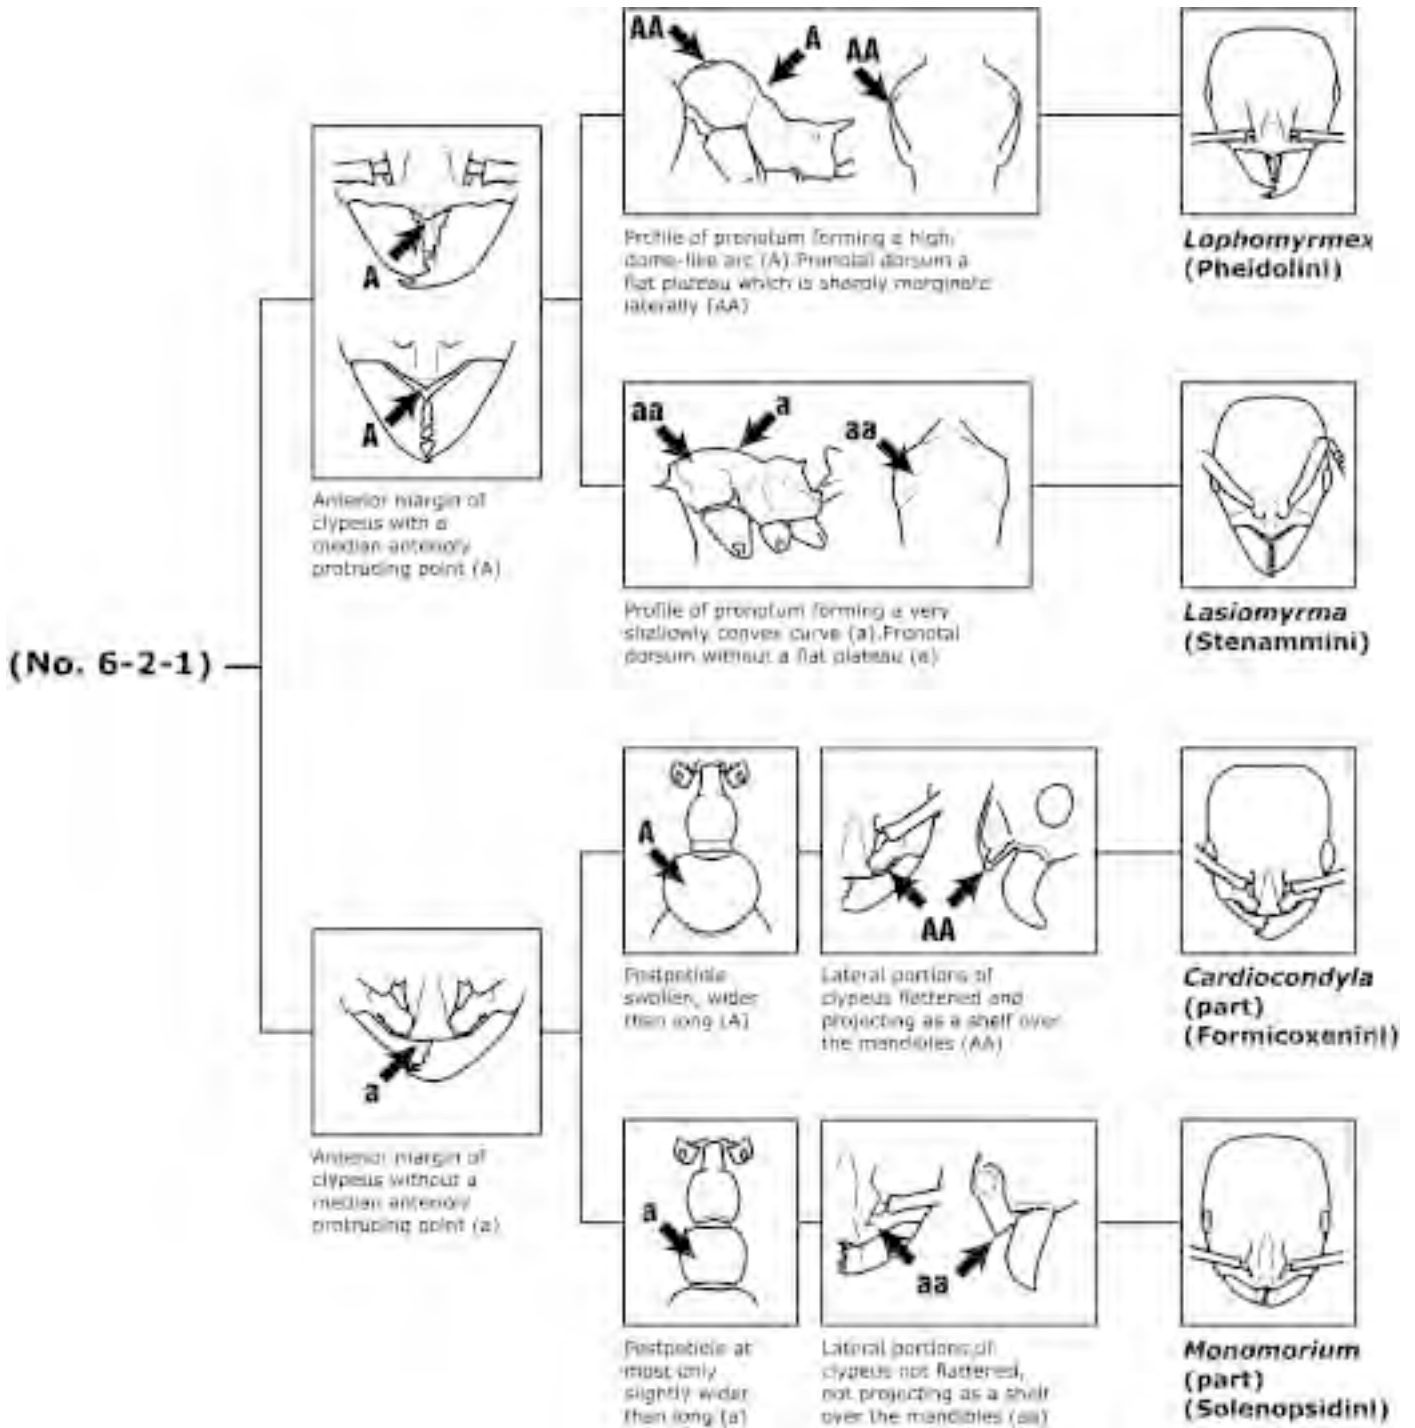 AA
A
AA
Profile of pronotum forming a high,
dome-like arc (A).Pronotal dorsum a
flat plateau which is sharply marginate
laterally (AA)
Lophomyrmex
(Pheidolini)
A
A
Anterior margin of
clypeus with a
median anteriorly
protruding point (A)
aa
a
aa
Profile of pronotum forming a very
shallowly convex curve (a).Pronotal
dorsum without a flat plateau (a)
Lasiomyrma
(Stenammini)
(No. 6-2-1)
A
Postpetiole
swollen, wider
than long (A)
AA
Lateral portions of
clypeus flattened and
projecting as a shelf over
the mandibles (AA)
Cardiocondyla
(part)
(Formicoxenini)
a
Anterior margin of
clypeus without a
median anteriorly
protruding point (a)
a
Postpetiole at
most only
slightly wider
than long (a)
aa
Lateral portions of
clypeus not flattened,
not projecting as a shelf
over the mandibles (aa)
Monomorium
(part)
(Solenopsidini)